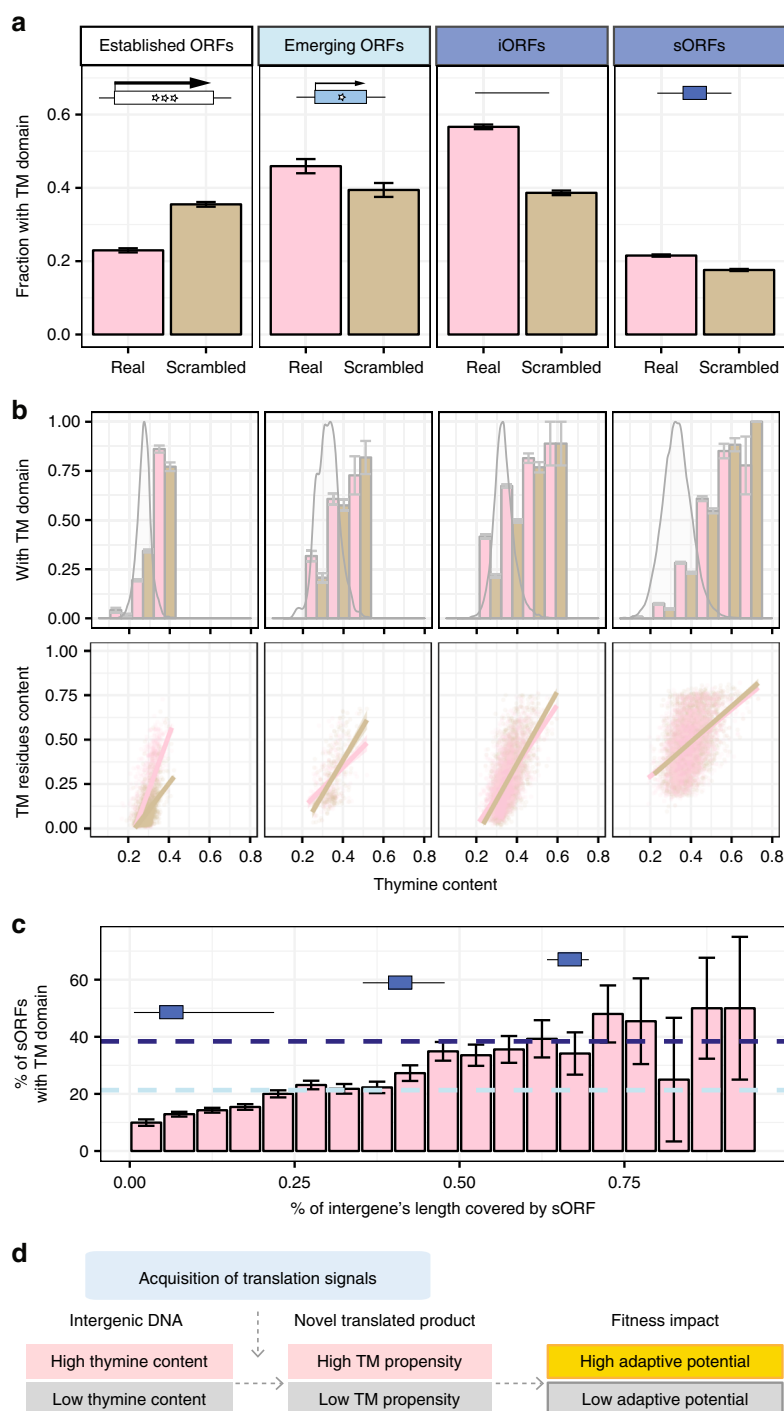 a
Established ORFs
Emerging ORFs
iORFs
sORFs
Fraction with TM domain
0.6
0.4
0.2
0.0
Real
Scrambled
Real
Scrambled
Real
Scrambled
Real
Scrambled
b
With TM domain
1.00
0.75
0.50
0.25
0.00
TM residues content
1.00
0.75
0.50
0.25
0.00
0.2 0.4 0.6 0.8
0.2 0.4 0.6 0.8
0.2 0.4 0.6 0.8
0.2 0.4 0.6 0.8
Thymine content
c
% of sORFs
with TM domain
60
40
20
0
0.00 0.25 0.50 0.75
% of intergene's length covered by sORF
d
Acquisition of translation signals
Intergenic DNA
Novel translated product
Fitness impact
High thymine content
High TM propensity
High adaptive potential
Low thymine content
Low TM propensity
Low adaptive potential